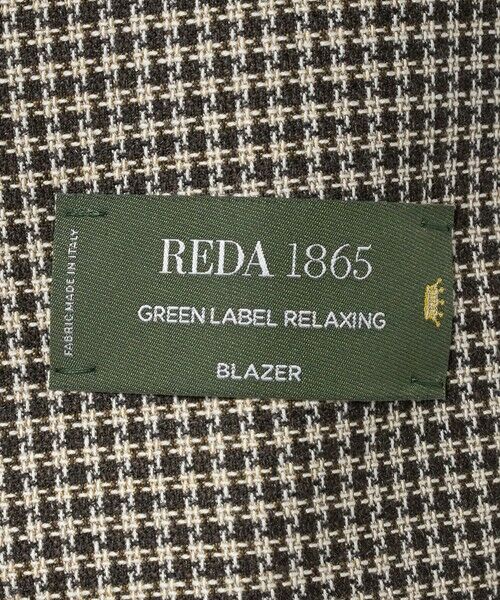 FABRIC MADE IN ITALY
REDA 1865
GREEN LABEL RELAXING
BLAZER